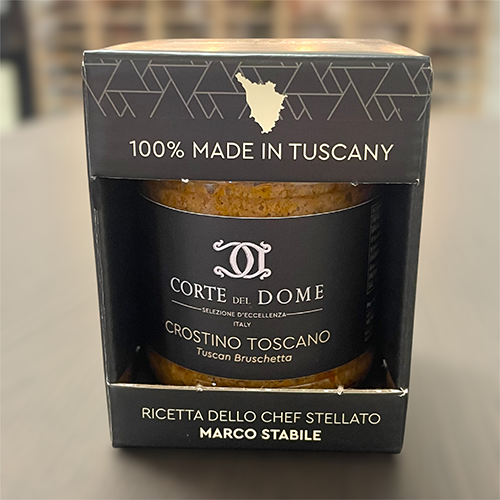 100% MADE IN TUSCANY
CORTE DEL DOME
SELEZIONE D'ECCELLENZA
ITALY
CROSTINO TOSCANO
Tuscan Bruschetta
RICETTA DELLO CHEF STELLATO
MARCO STABILE